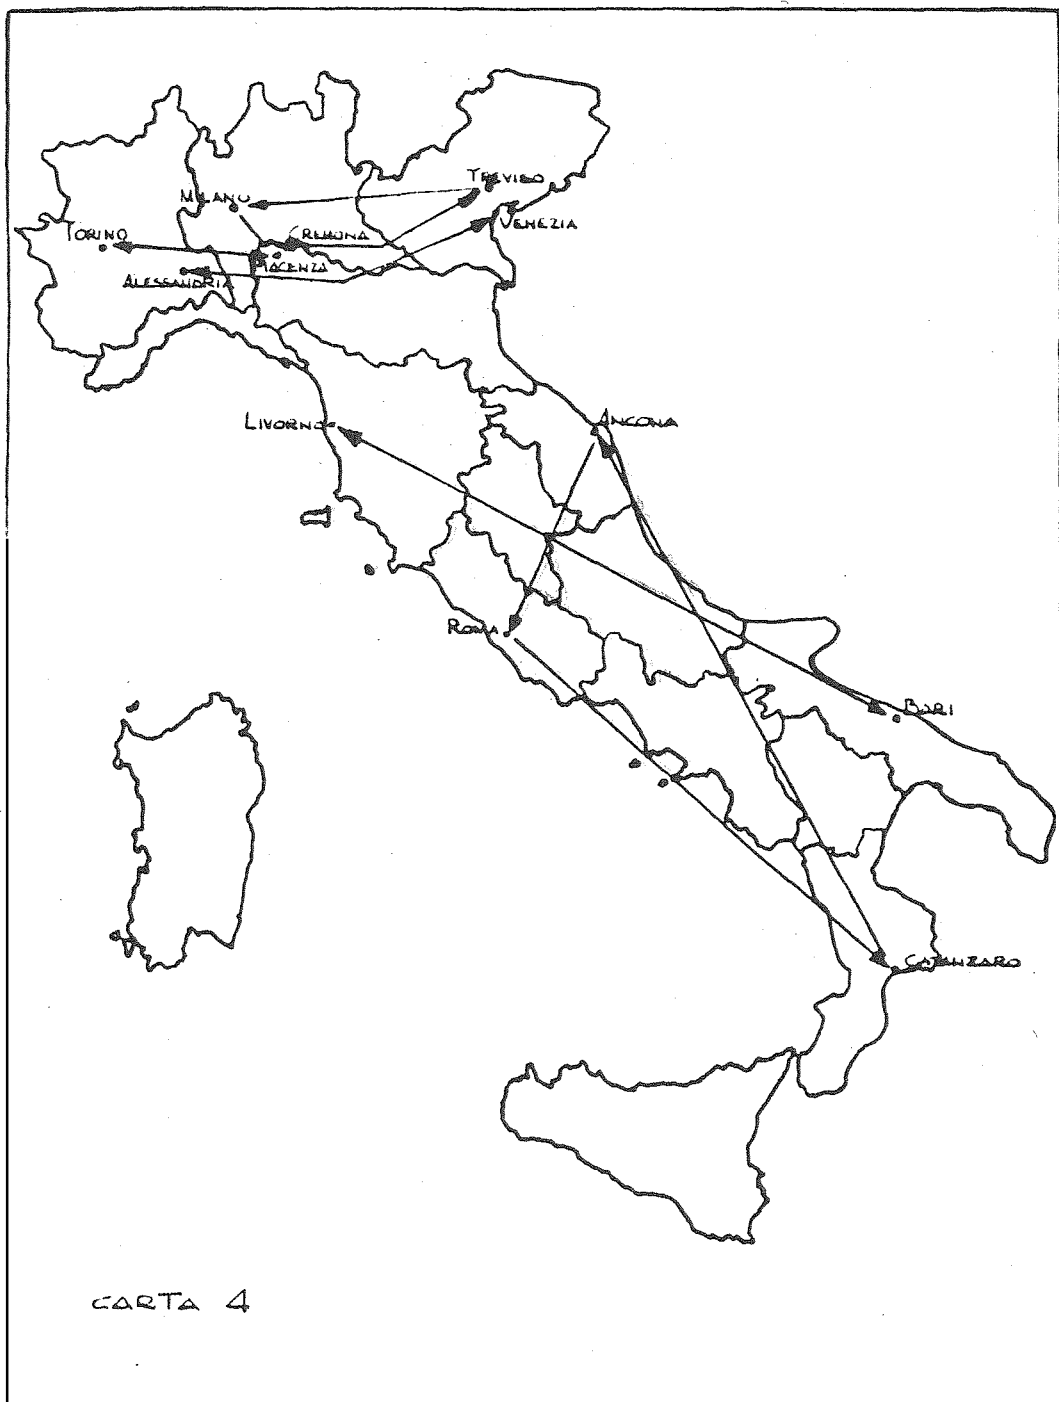 TREVISO
MILANO
VENEZIA
CREMONA
TORINO
PIACENZA
ALESSANDRIA
LIVORNO
ANCONA
ROMA
BARI
CATANZARO
CARTA 4